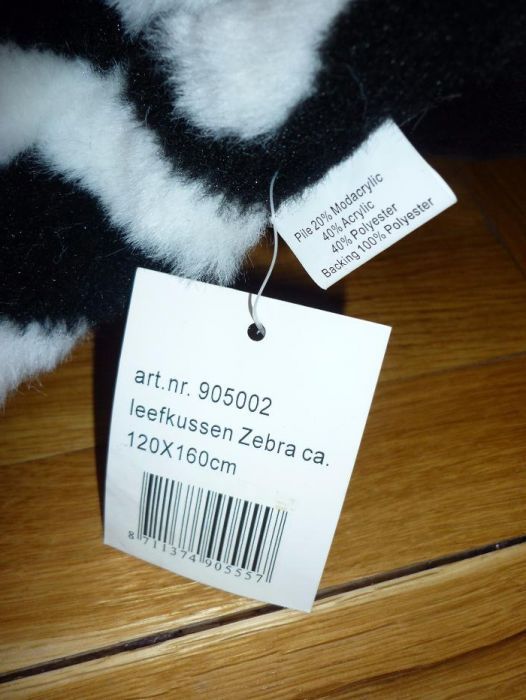 Pile 20% Modacrylic
40% Acrylic
40% Polyester
Backing 100% Polyester
art.nr. 905002
leefkussen Zebra ca.
120X160cm
8 711374 905557